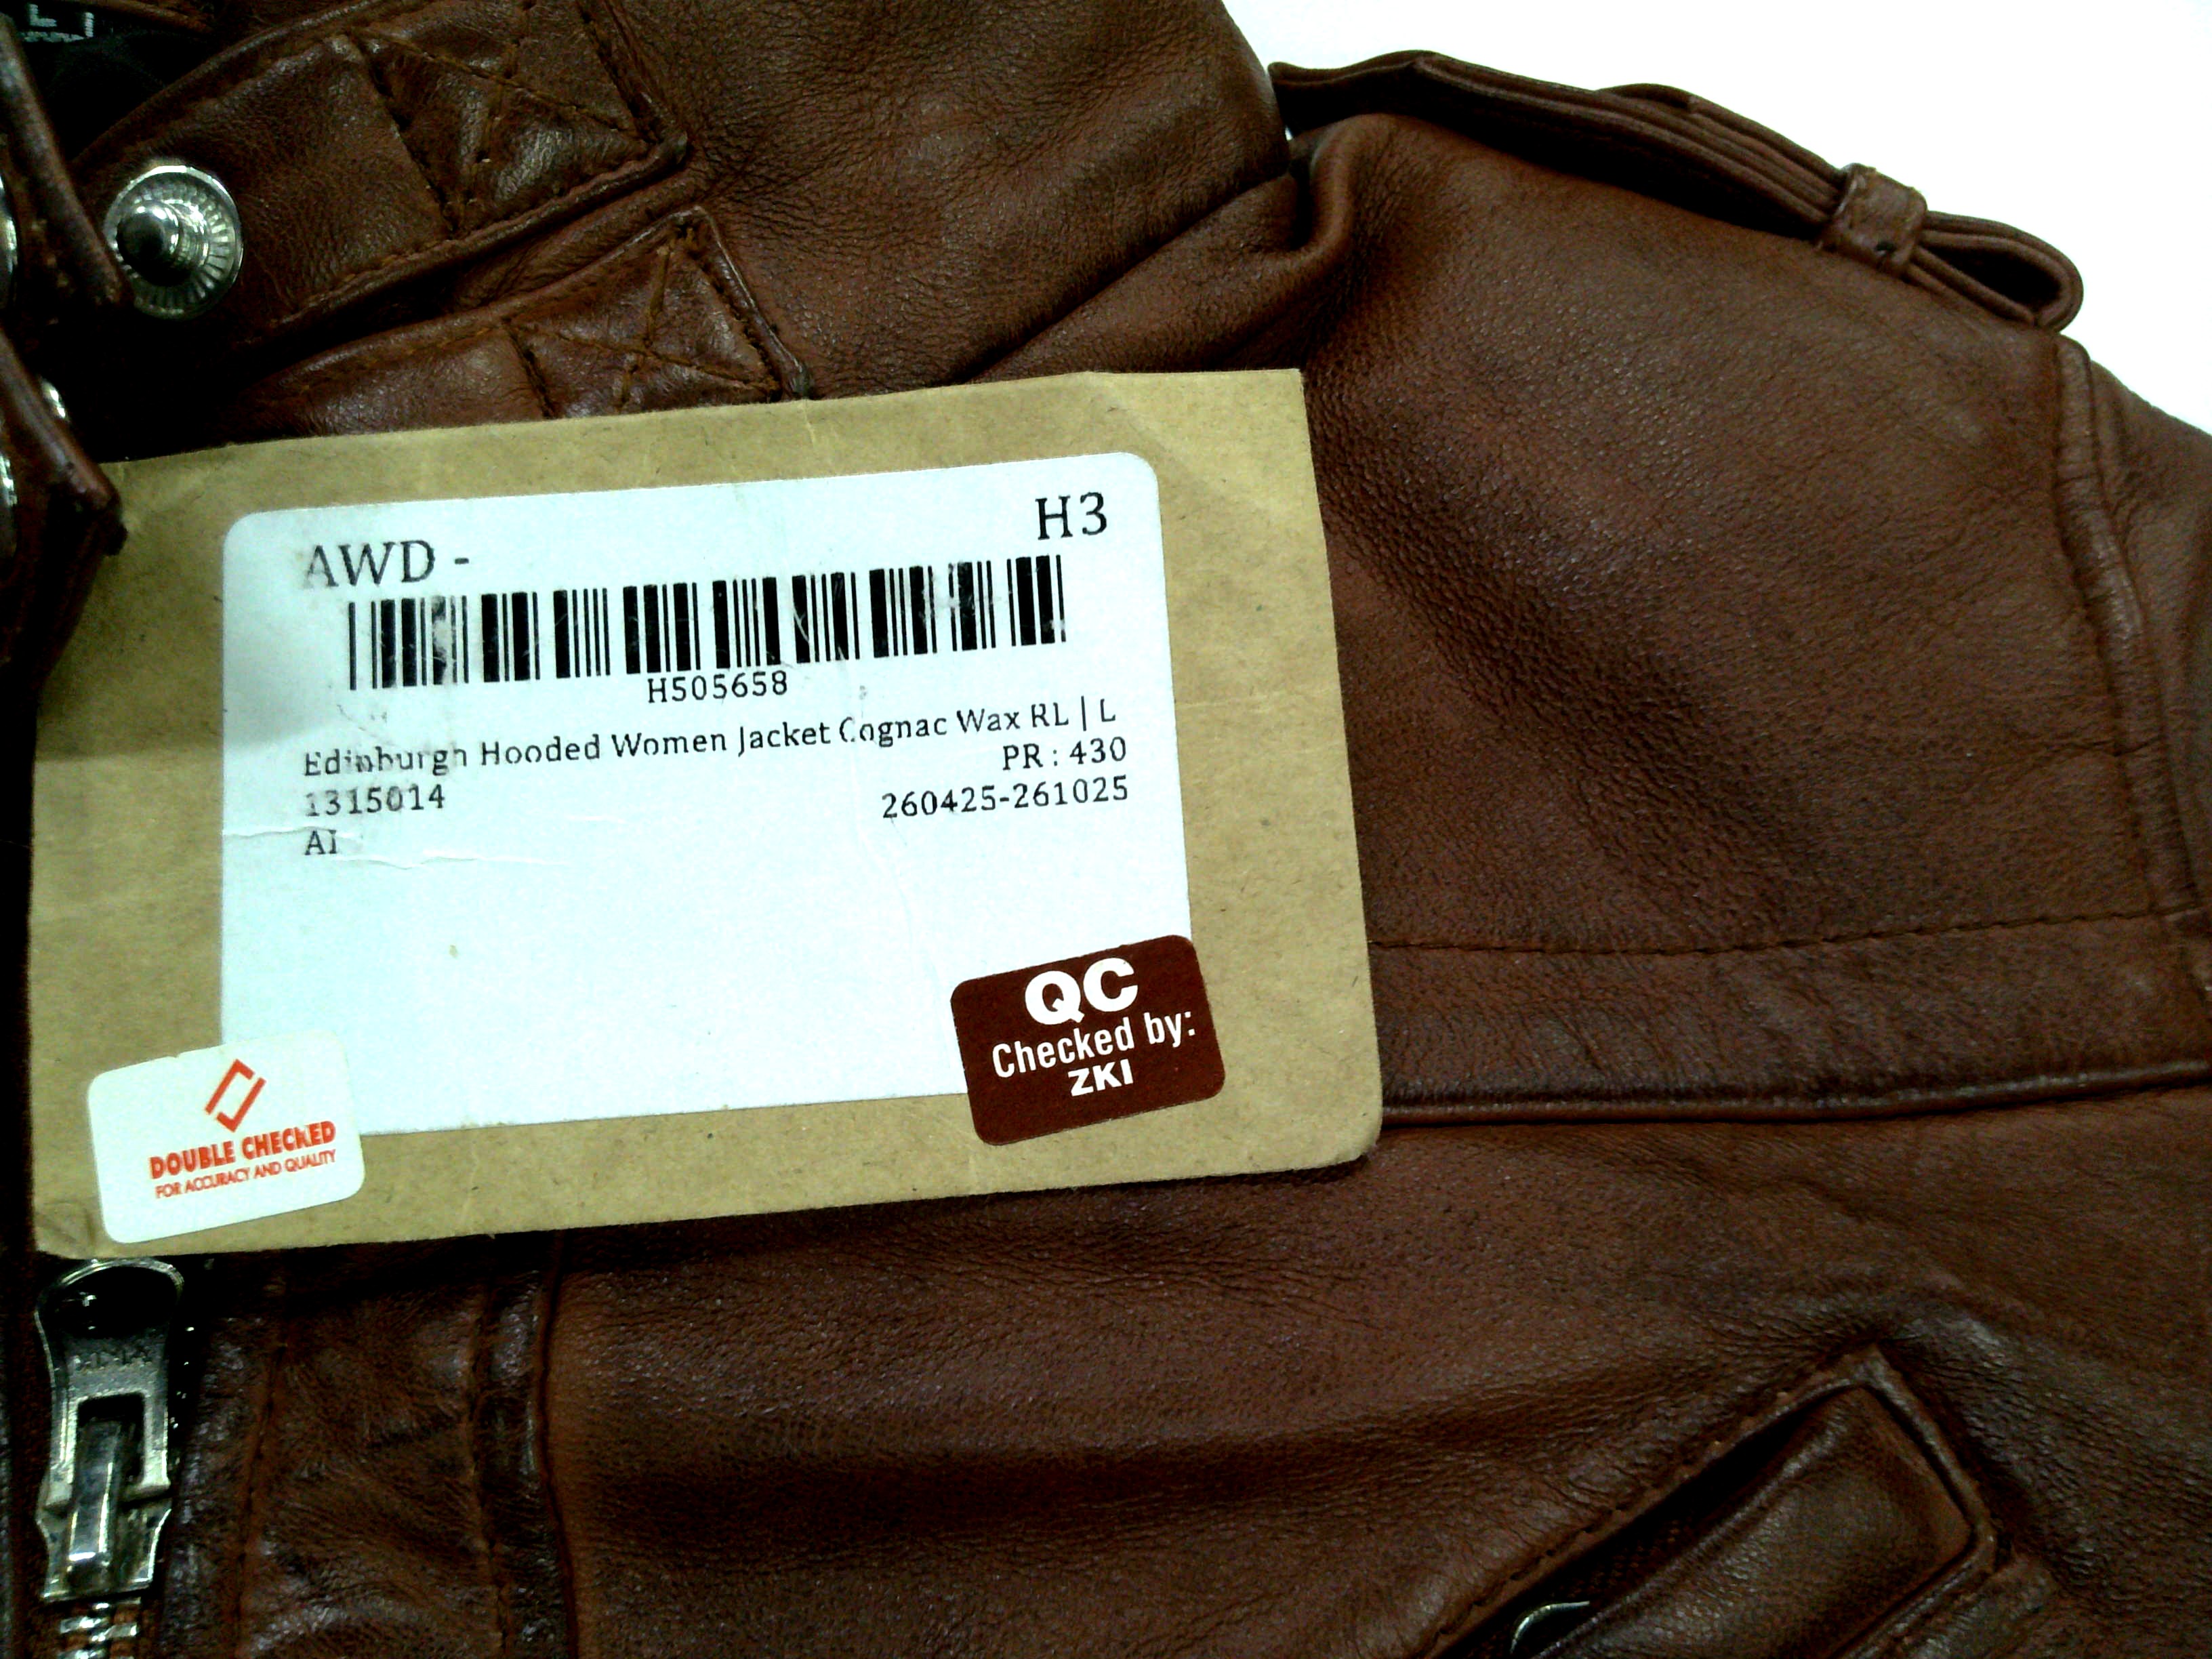 AWD -
H3
H505658
Edinburgh Hooded Women Jacket Cognac Wax RL | L
PR : 430
1315014
260425-261025
AI
QC
Checked by:
ZKI
DOUBLE CHECKED
FOR ACCURACY AND QUALITY